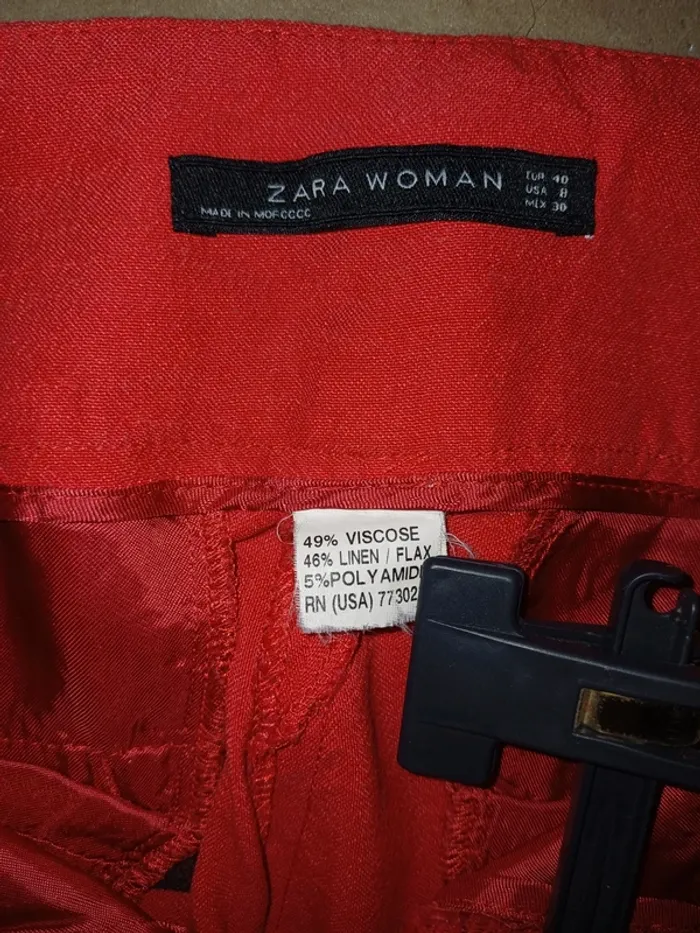 ZARA WOMAN
EUR 40
USA 8
MEX 30
MADE IN MOROCCO
49% VISCOSE
46% LINEN / FLAX
5%POLYAMID
RN (USA) 77302